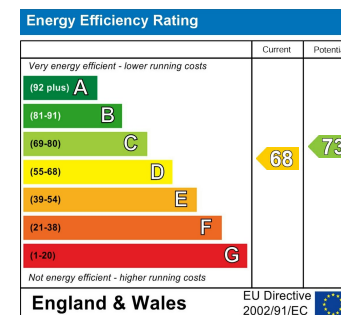 Energy Efficiency Rating
Current
Very energy efficient - lower running costs
(92 plus) A
(81-91) B
(69-80) C
73
(55-68) D
68
(39-54) E
(21-38) F
(1-20) G
Not energy efficient - higher running costs
England & Wales
EU Directive
2002/91/EC